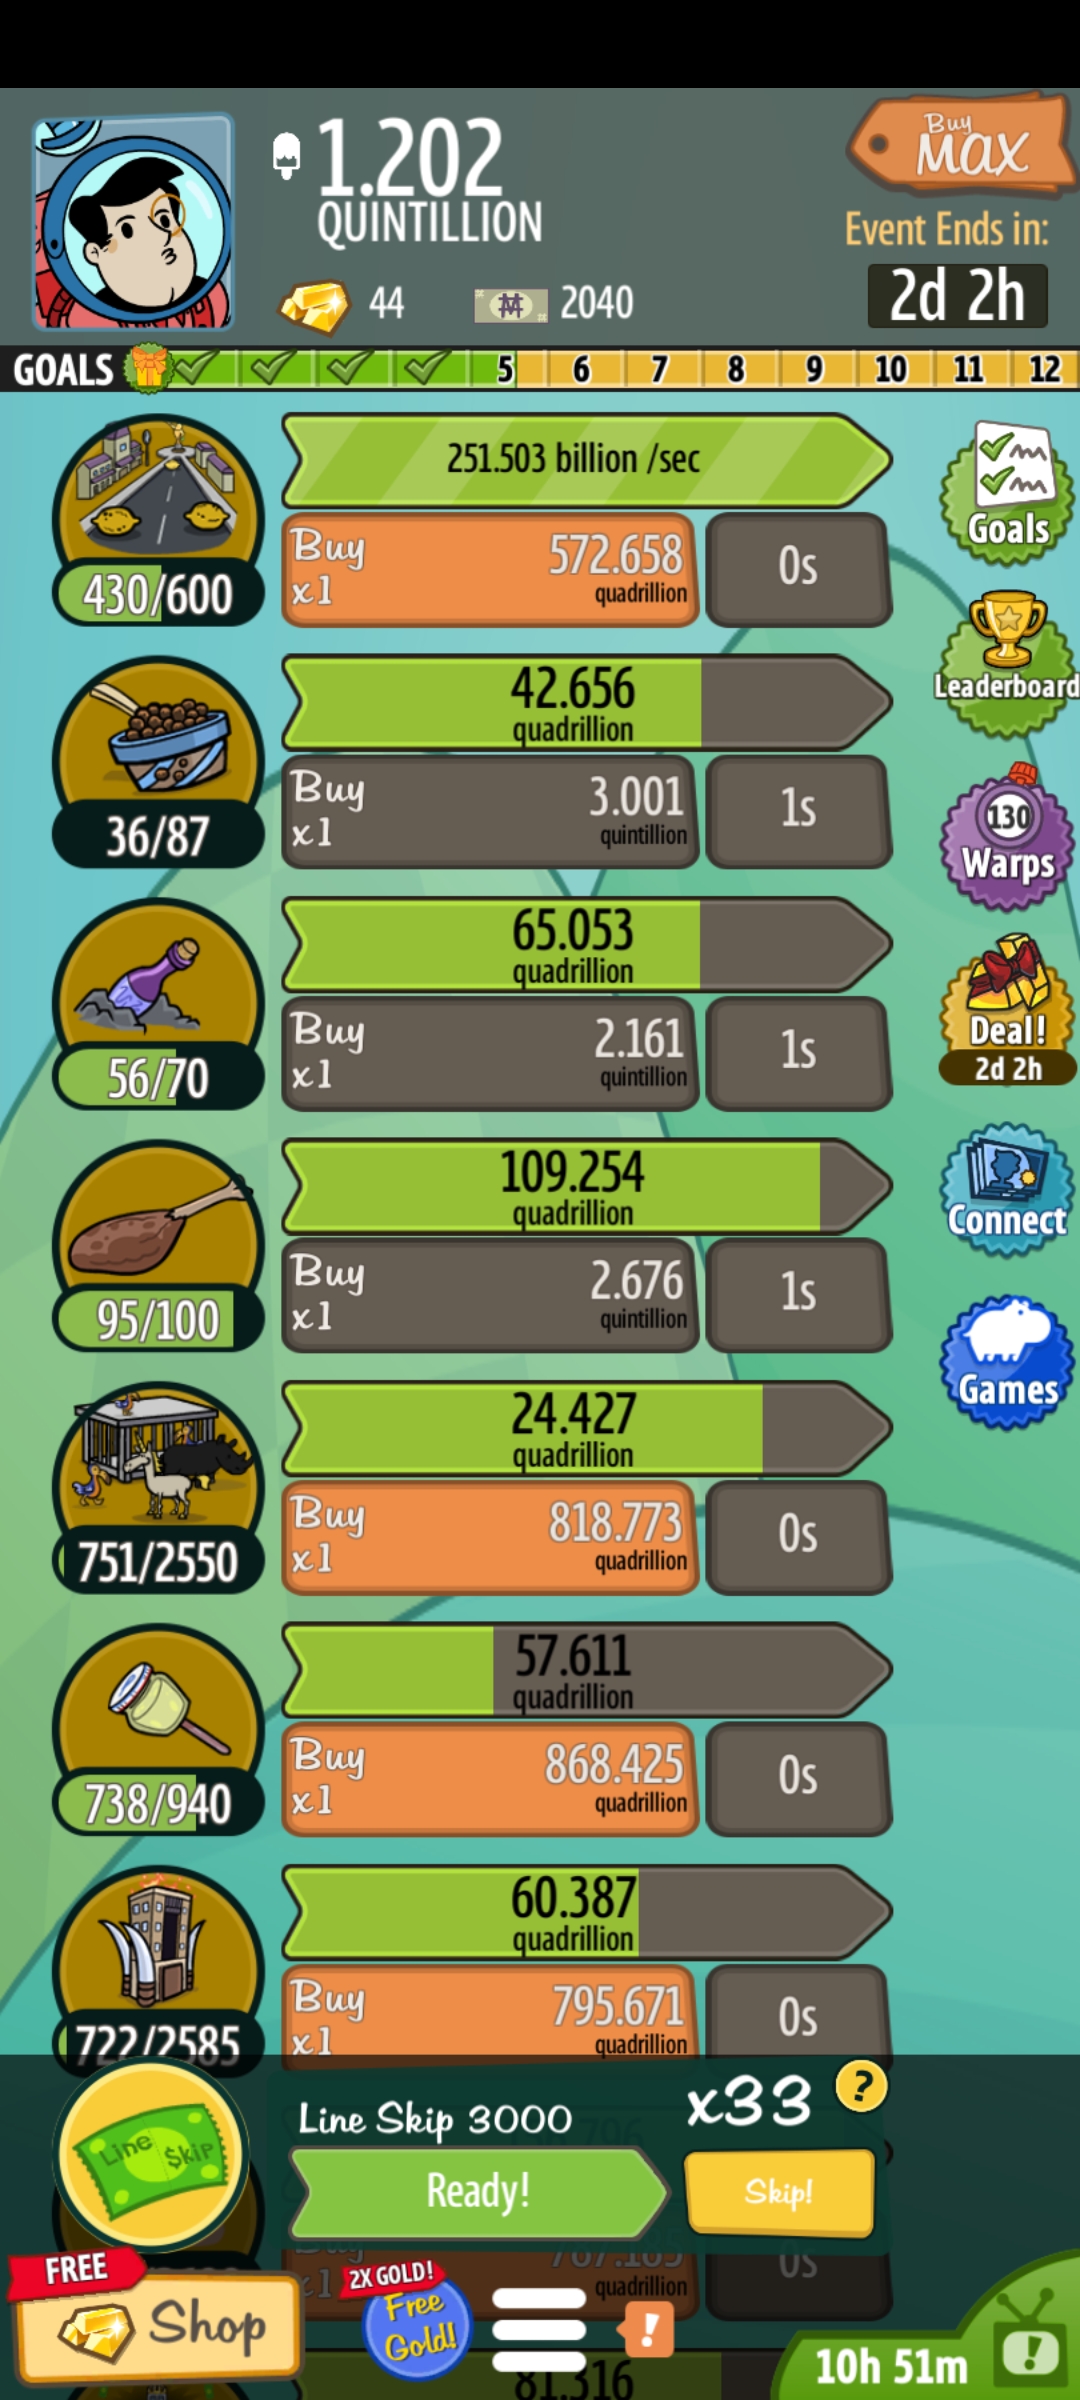 1.202
QUINTILLION
Buy
MAX
Event Ends in:
2d 2h
44
2040
GOALS
5 6 7 8 9 10 11 12
251.503 billion /sec
Buy
x1
572.658
quadrillion
0s
430/600
Goals
Leaderboard
42.656
quadrillion
Buy
x1
3.001
quintillion
1s
36/87
130
Warps
65.053
quadrillion
Buy
x1
2.161
quintillion
1s
56/70
Deal!
2d 2h
109.254
quadrillion
Buy
x1
2.676
quintillion
1s
95/100
Connect
Games
24.427
quadrillion
Buy
x1
818.773
quadrillion
0s
751/2550
57.611
quadrillion
Buy
x1
868.425
quadrillion
0s
738/940
60.387
quadrillion
Buy
x1
795.671
quadrillion
0s
722/2585
Line Skip 3000
x33
?
Line $kip
Ready!
Skip!
quadrillion
0s
FREE
Shop
2X GOLD!
Free
Gold!
!
10h 51m
!
81.316